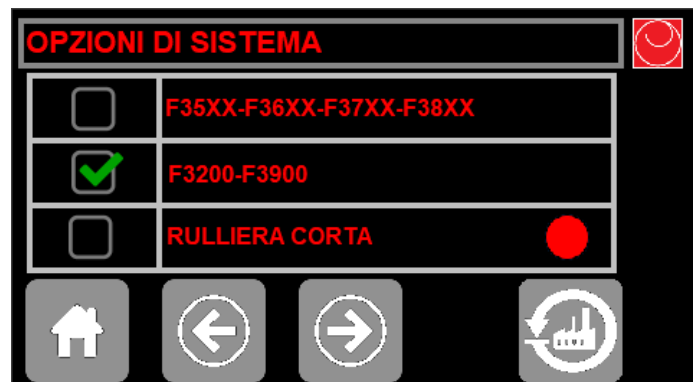 OPZIONI DI SISTEMA
F35XX-F36XX-F37XX-F38XX
F3200-F3900
RULLIERA CORTA